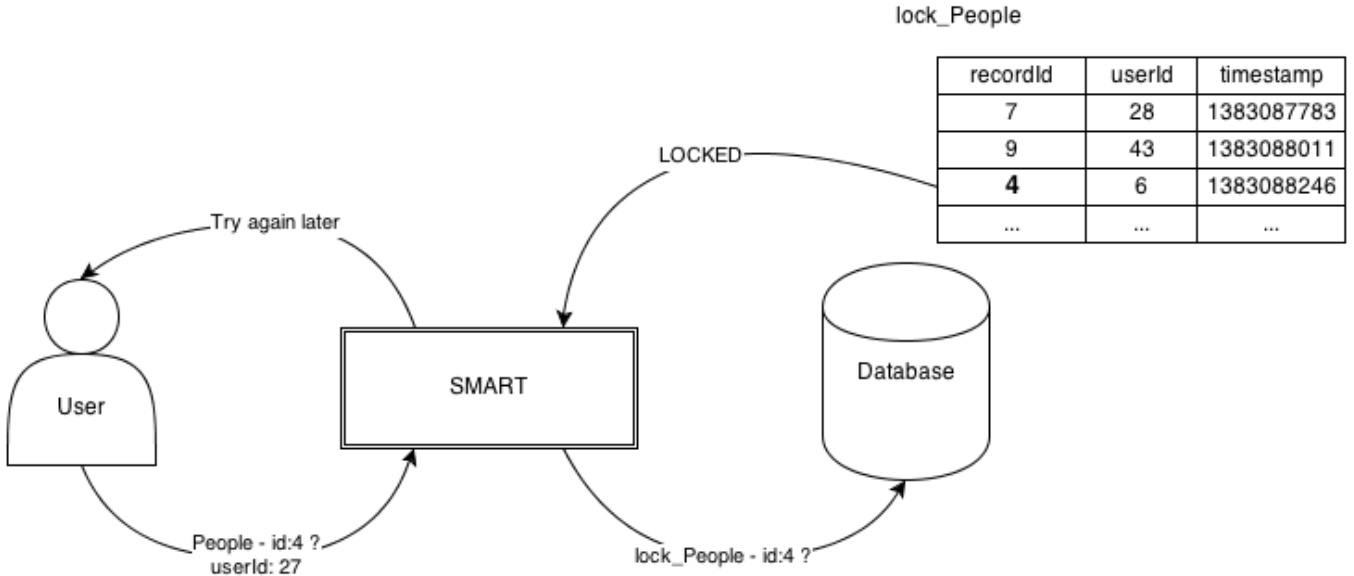 lock_People
recordId userId timestamp
7 28 1383087783
9 43 1383088011
4 6 1383088246
... ... ...
LOCKED
Try again later
User
SMART
Database
People - id:4 ?
userId: 27
lock_People - id:4 ?